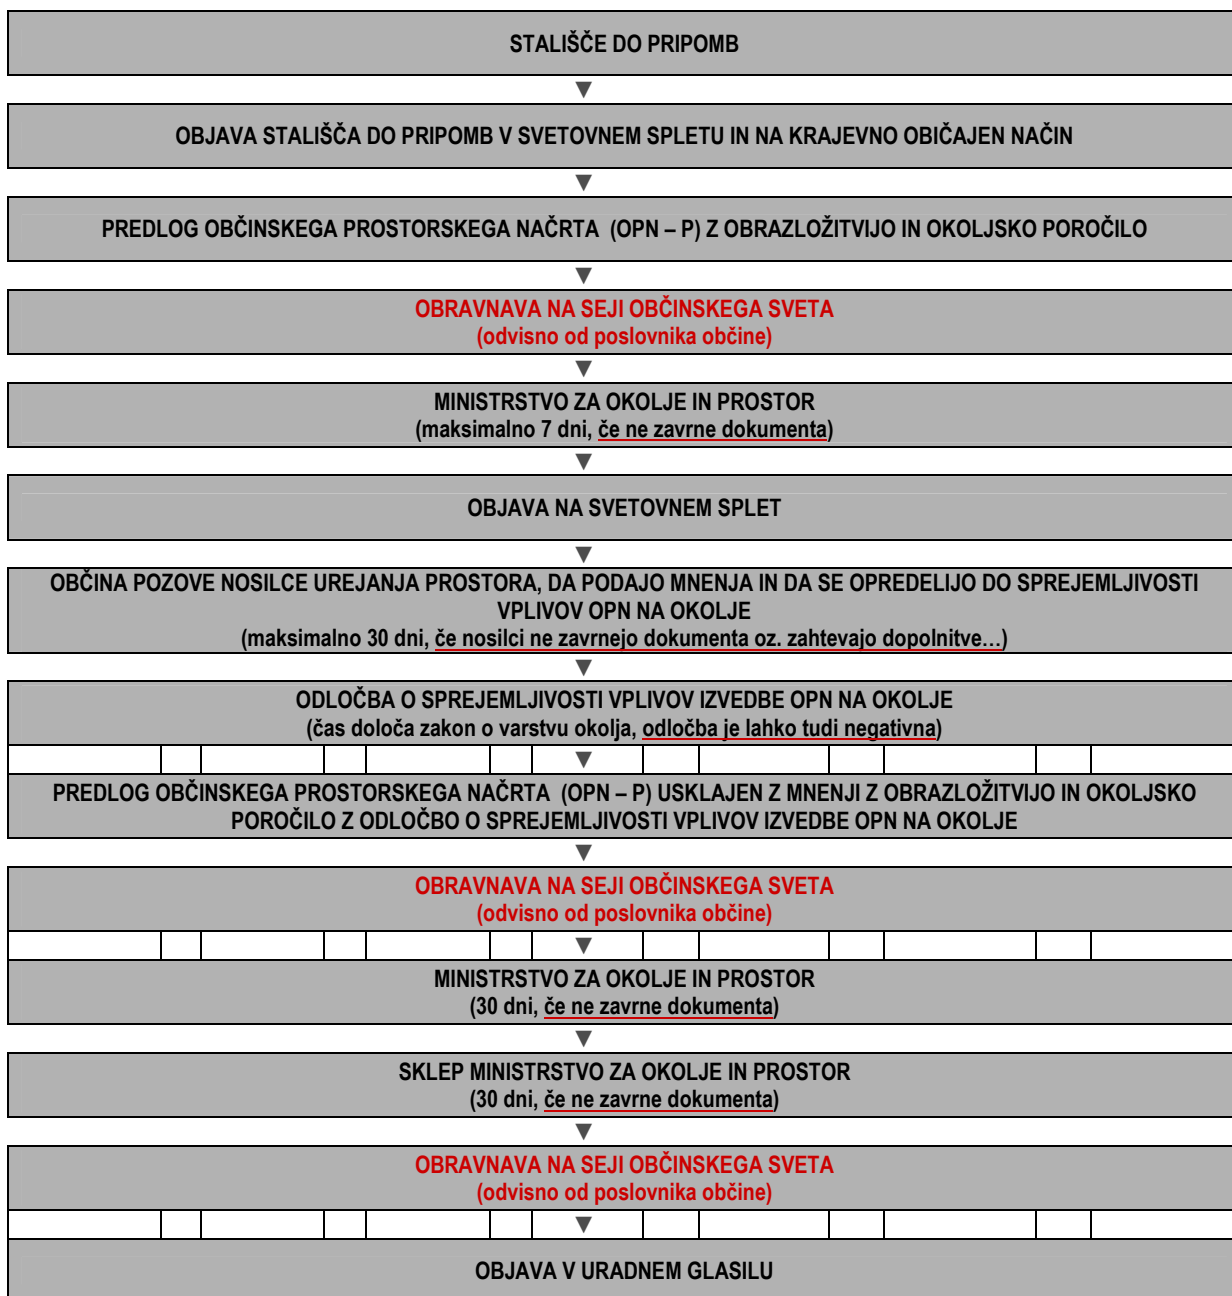 STALIŠČE DO PRIPOMB
▼
OBJAVA STALIŠČA DO PRIPOMB V SVETOVNEM SPLETU IN NA KRAJEVNO OBIČAJEN NAČIN
▼
PREDLOG OBČINSKEGA PROSTORSKEGA NAČRTA (OPN – P) Z OBRAZLOŽITVIJO IN OKOLJSKO POROČILO
▼
OBRAVNAVA NA SEJI OBČINSKEGA SVETA
(odvisno od poslovnika občine)
▼
MINISTRSTVO ZA OKOLJE IN PROSTOR
(maksimalno 7 dni, če ne zavrne dokumenta)
▼
OBJAVA NA SVETOVNEM SPLET
▼
OBČINA POZOVE NOSILCE UREJANJA PROSTORA, DA PODAJO MNENJA IN DA SE OPREDELIJO DO SPREJEMLJIVOSTI
VPLIVOV OPN NA OKOLJE
(maksimalno 30 dni, če nosilci ne zavrnejo dokumenta oz. zahtevajo dopolnitve…)
▼
ODLOČBA O SPREJEMLJIVOSTI VPLIVOV IZVEDBE OPN NA OKOLJE
(čas določa zakon o varstvu okolja, odločba je lahko tudi negativna)
▼
PREDLOG OBČINSKEGA PROSTORSKEGA NAČRTA (OPN – P) USKLAJEN Z MNENJI Z OBRAZLOŽITVIJO IN OKOLJSKO
POROČILO Z ODLOČBO O SPREJEMLJIVOSTI VPLIVOV IZVEDBE OPN NA OKOLJE
▼
OBRAVNAVA NA SEJI OBČINSKEGA SVETA
(odvisno od poslovnika občine)
▼
MINISTRSTVO ZA OKOLJE IN PROSTOR
(30 dni, če ne zavrne dokumenta)
▼
SKLEP MINISTRSTVO ZA OKOLJE IN PROSTOR
(30 dni, če ne zavrne dokumenta)
▼
OBRAVNAVA NA SEJI OBČINSKEGA SVETA
(odvisno od poslovnika občine)
▼
OBJAVA V URADNEM GLASILU